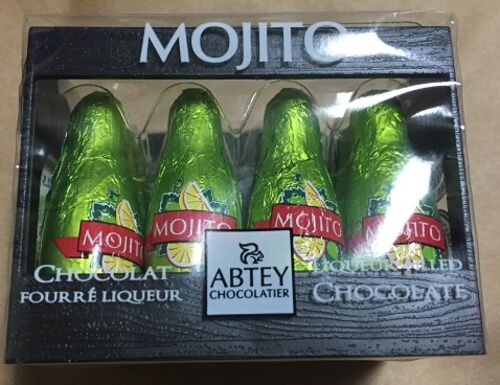 MOJITO
MOJITO
MOJITO
MOJITO
MOJITO
CHOCOLAT
FOURRÉ LIQUEUR
ABTEY
CHOCOLATIER
LIQUEUR FILLED
CHOCOLATE